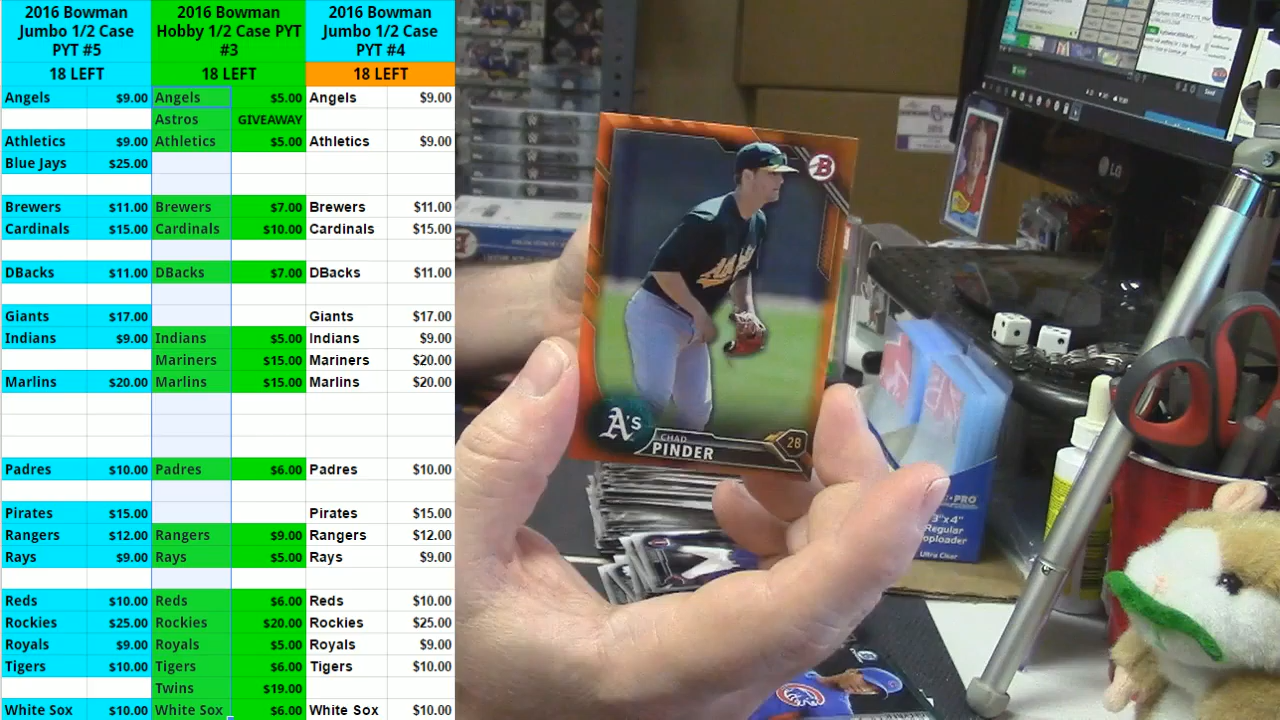 2016 Bowman
Jumbo 1/2 Case
PYT #5
2016 Bowman
Hobby 1/2 Case PYT
#3
2016 Bowman
Jumbo 1/2 Case
PYT #4
18 LEFT 18 LEFT 18 LEFT
Angels $9.00 Angels $5.00 Angels $9.00
Astros GIVEAWAY
Athletics $9.00 Athletics $5.00 Athletics $9.00
Blue Jays $25.00
Brewers $11.00 Brewers $7.00 Brewers $11.00
Cardinals $15.00 Cardinals $10.00 Cardinals $15.00
DBacks $11.00 DBacks $7.00 DBacks $11.00
Giants $17.00 Giants $17.00
Indians $9.00 Indians $5.00 Indians $9.00
Mariners $15.00 Mariners $20.00
Marlins $20.00 Marlins $15.00 Marlins $20.00
Padres $10.00 Padres $6.00 Padres $10.00
Pirates $15.00 Pirates $15.00
Rangers $12.00 Rangers $9.00 Rangers $12.00
Rays $9.00 Rays $5.00 Rays $9.00
Reds $10.00 Reds $6.00 Reds $10.00
Rockies $25.00 Rockies $20.00 Rockies $25.00
Royals $9.00 Royals $5.00 Royals $9.00
Tigers $10.00 Tigers $6.00 Tigers $10.00
Twins $19.00
White Sox $10.00 White Sox $6.00 White Sox $10.00
B
A's
CHAD
PINDER
28
LG
PRO
3"x4"
Regular
oploader
Ultra Clear